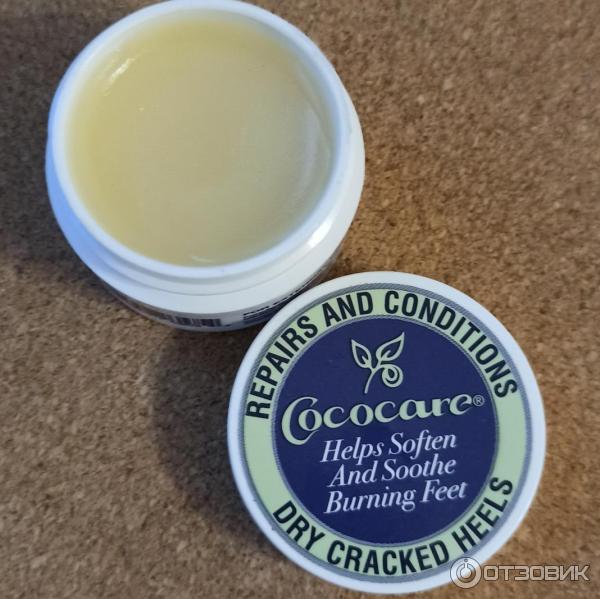 REPAIRS AND CONDITIONS
Cococare®
Helps Soften
And Soothe
Burning Feet
DRY CRACKED HEELS
ОТЗОВИК